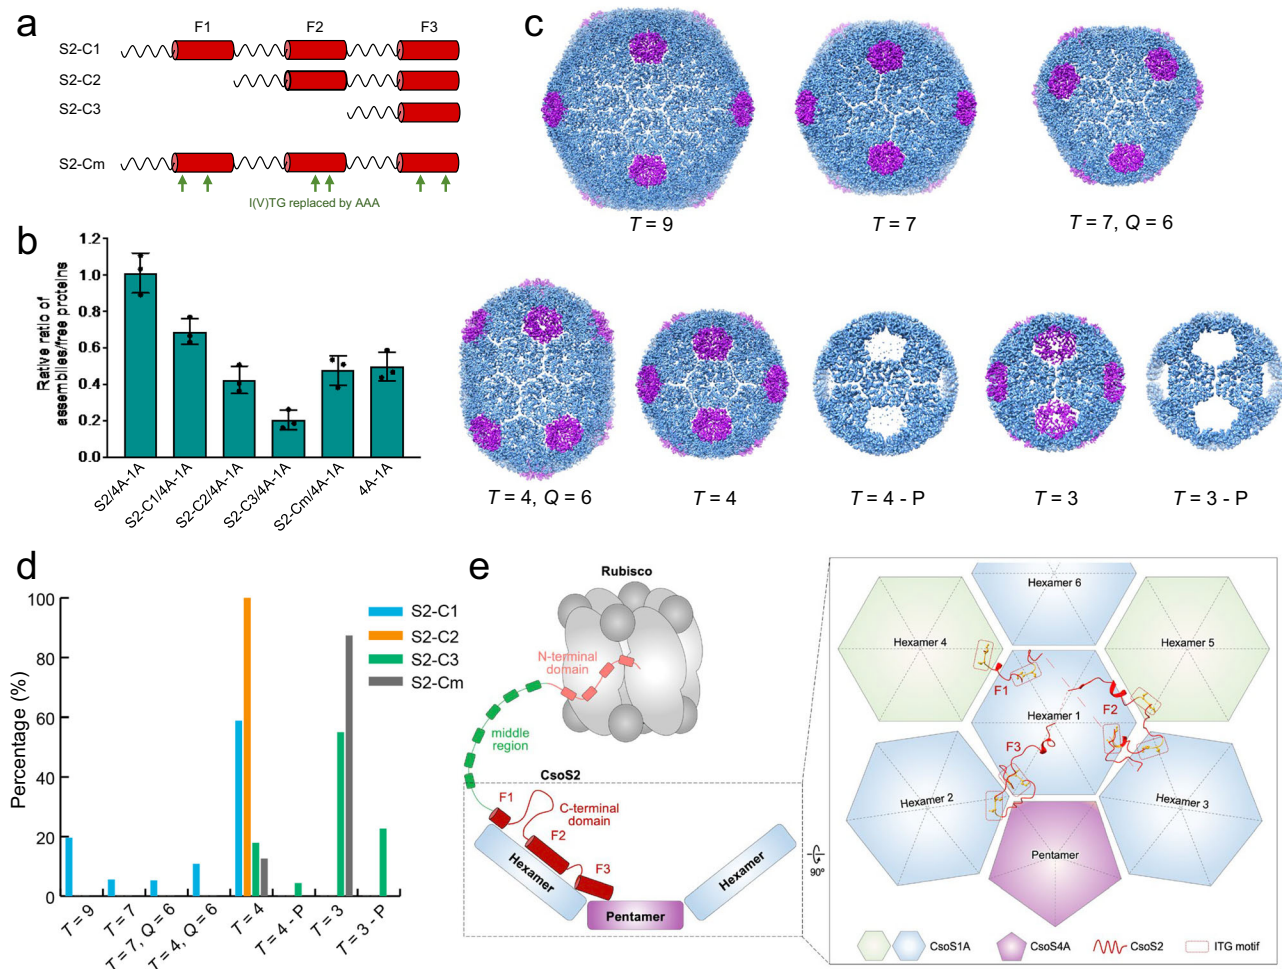 a
F1
F2
F3
S2-C1
S2-C2
S2-C3
S2-Cm
I(V)TG replaced by AAA
b
Rative ratio of
assemblies/free proteins
1.2
1.0
0.8
0.6
0.4
0.2
0.0
S2/4A-1A
S2-C1/4A-1A
S2-C2/4A-1A
S2-C3/4A-1A
S2-Cm/4A-1A
4A-1A
c
T = 9
T = 7
T = 7, Q = 6
T = 4, Q = 6
T = 4
T = 4 - P
T = 3
T = 3 - P
d
Percentage (%)
100
80
60
40
20
0
S2-C1
S2-C2
S2-C3
S2-Cm
T = 9
T = 7
T = 7, Q = 6
T = 4, Q = 6
T = 4
T = 4 - P
T = 3
T = 3 - P
e
Rubisco
N-terminal
domain
middle
region
CsoS2
F1
C-terminal
domain
F2
F3
Hexamer
Hexamer
Pentamer
90º
Hexamer 6
Hexamer 4
Hexamer 5
F1
F2
Hexamer 1
F3
Hexamer 2
Hexamer 3
Pentamer
CsoS1A
CsoS4A
CsoS2
ITG motif